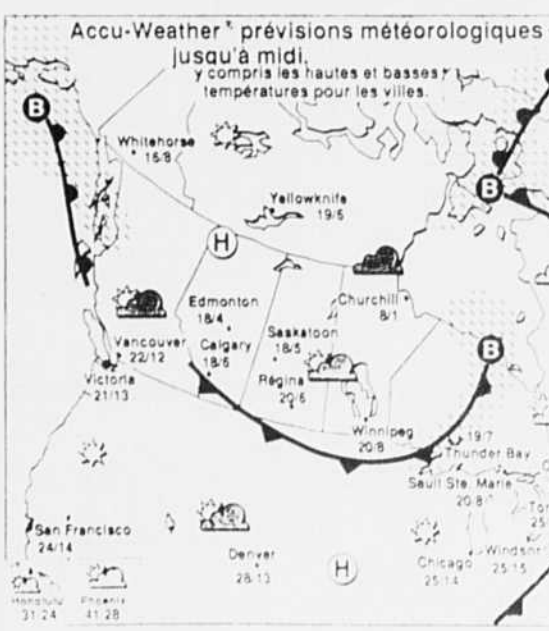 Accu-Weather* prévisions météorologiques
jusqu'à midi,
y compris les hautes et basses
températures pour les villes.
B
Whitehorse
16/8
B
Yellowknife
19/6
H
Edmonton
18/4
Churchill
8/1
Vancouver
22/12
Calgary
18/6
Saskatoon
18/5
B
Victoria
21/13
Régina
20/6
Winnipeg
20/8
19/7
Thunder Bay
Sault Ste. Marie
20/8
San Francisco
24/14
Denver
28/13
H
Chicago
25/14
25/15
Honolulu
31/24
Phoenix
41/28